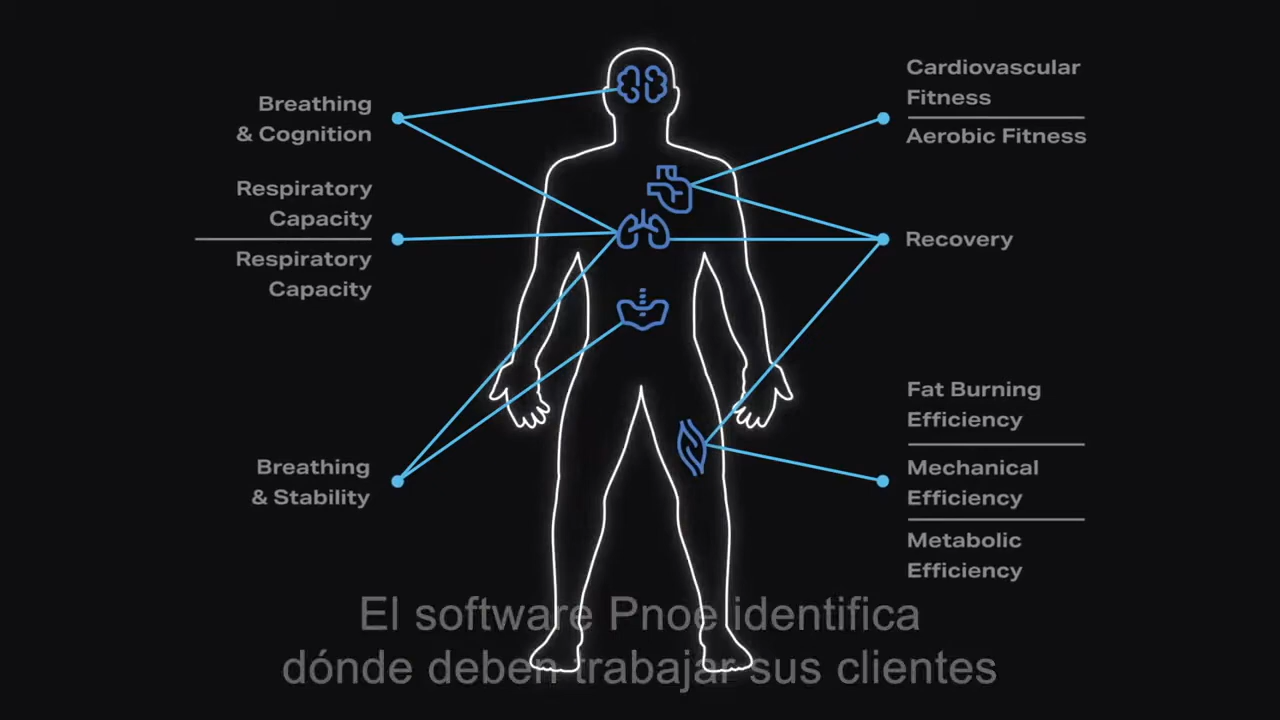 Breathing
& Cognition
Respiratory
Capacity
Respiratory
Capacity
Breathing
& Stability
Cardiovascular
Fitness
Aerobic Fitness
Recovery
Fat Burning
Efficiency
Mechanical
Efficiency
Metabolic
Efficiency
El software Pnoe identifica
dónde deben trabajar sus clientes